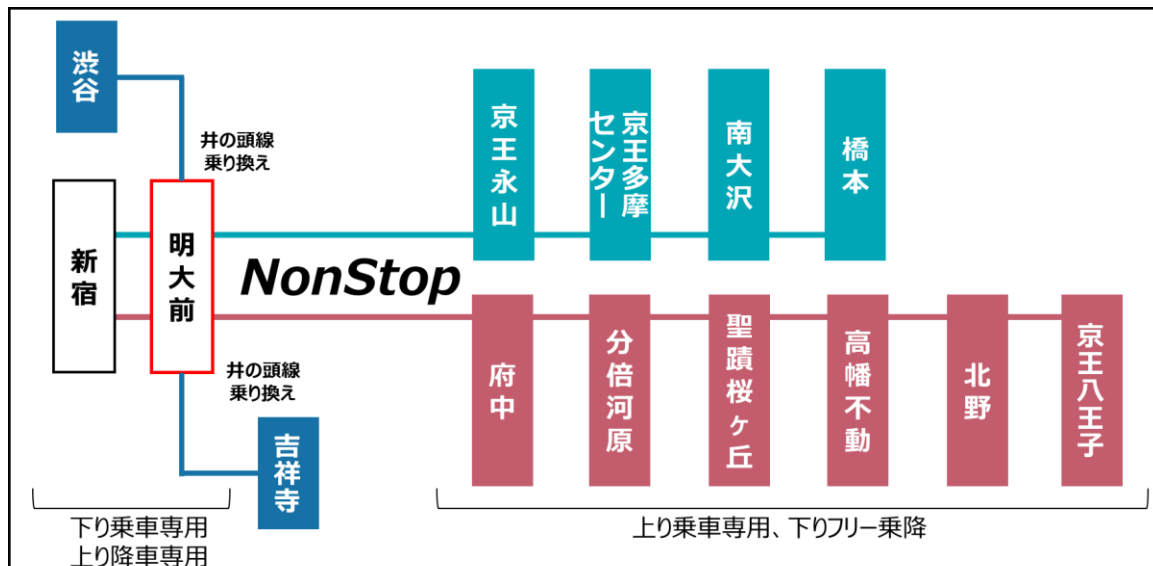 渋谷
井の頭線
乗り換え
新宿
明大前
NonStop
京王永山
京王多摩
センター
南大沢
橋本
府中
分倍河原
聖蹟桜ヶ丘
高幡不動
北野
京王八王子
井の頭線
乗り換え
吉祥寺
下り乗車専用
上り降車専用
上り乗車専用、下りフリー乗降